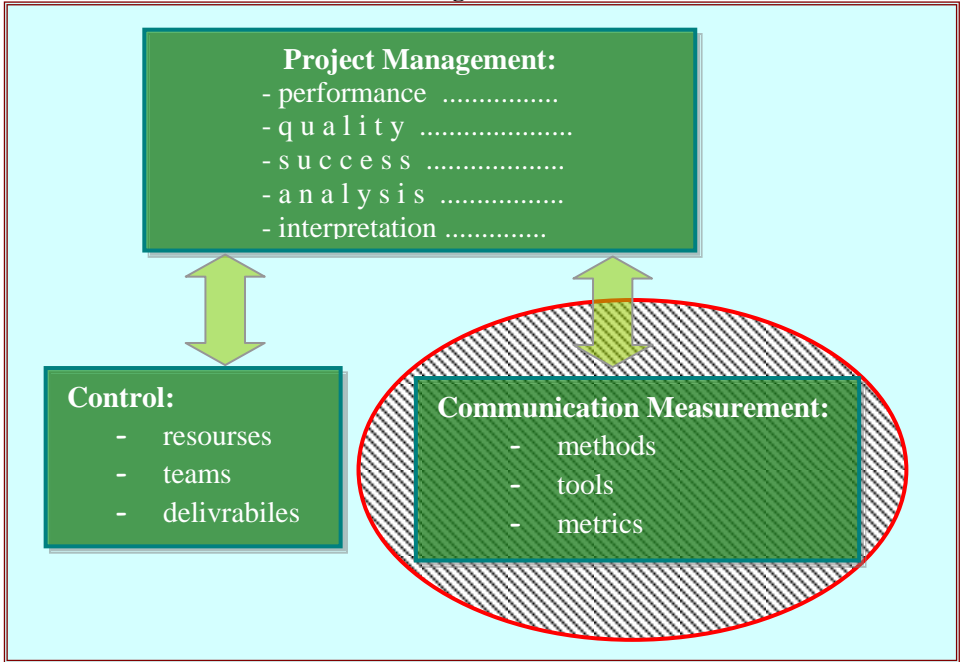 Project Management:
- performance ................
- q u a l i t y ......................
- s u c c e s s ....................
- a n a l y s i s ..................
- interpretation ..............
Control:
- resourses
- teams
- delivrabiles
Communication Measurement:
- methods
- tools
- metrics